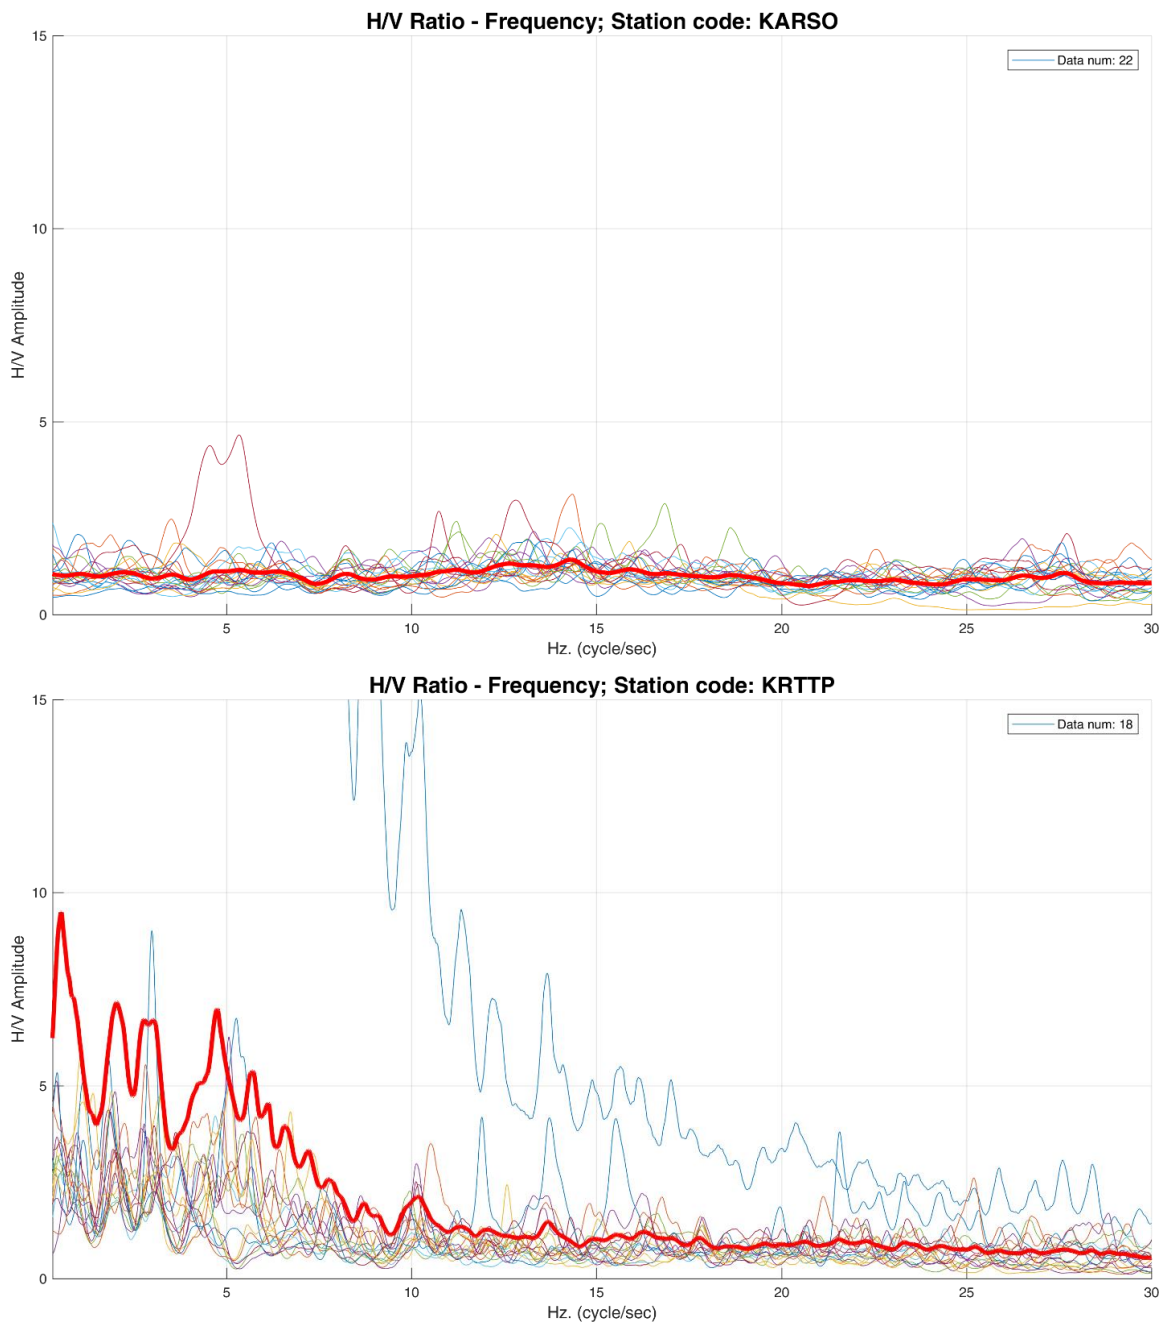 H/V Ratio - Frequency; Station code: KARSO
15
Data num: 22
10
H/V Amplitude
5
0
5 10 15 20 25 30
Hz. (cycle/sec)
H/V Ratio - Frequency; Station code: KRTTP
15
Data num: 18
10
H/V Amplitude
5
0
5 10 15 20 25 30
Hz. (cycle/sec)